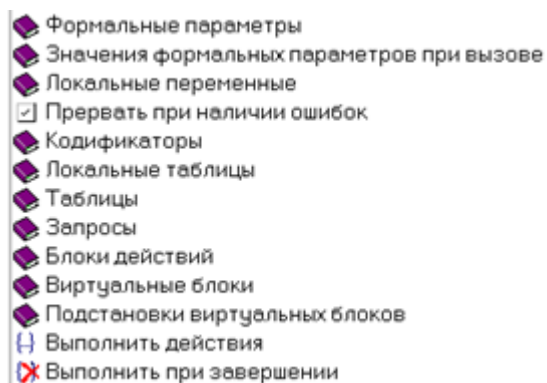 Формальные параметры
Значения формальных параметров при вызове
Локальные переменные
Прервать при наличии ошибок
Кодификаторы
Локальные таблицы
Таблицы
Запросы
Блоки действий
Виртуальные блоки
Подстановки виртуальных блоков
Выполнить действия
Выполнить при завершении